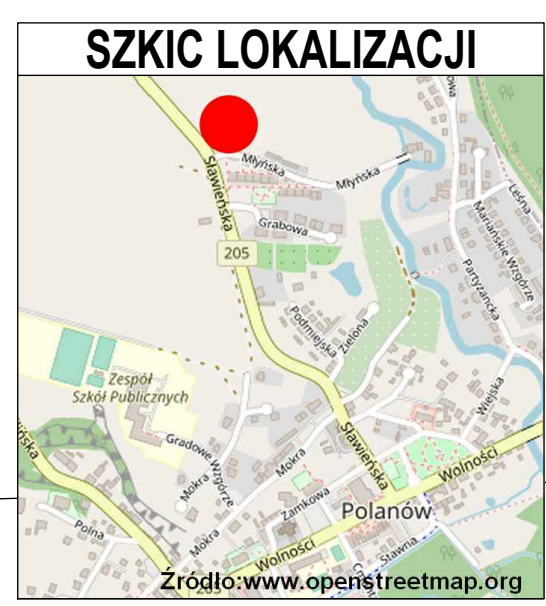 SZKIC LOKALIZACJI
Młyńska
Młyńska
Sławieńska
Leśna
Grabowa
Mariańskie Wzgórze
205
Partyzancka
Podmiejska
Zielona
Zespół
Szkół Publicznych
Wiejska
Sławieńska
Gradowe Wzgórze
Mokra
Wolności
Mokra
Zamkowa
Polanów
Polna
Mokra
Wolności
Stawna
205
Źródło:www.openstreetmap.org